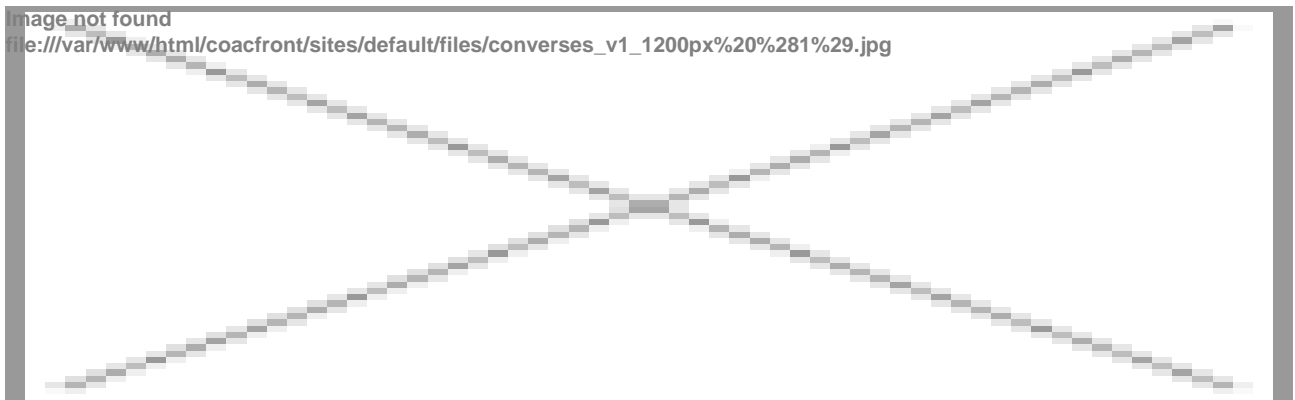 Image not found
file:///var/www/html/coacfront/sites/default/files/converses_v1_1200px%20%281%29.jpg